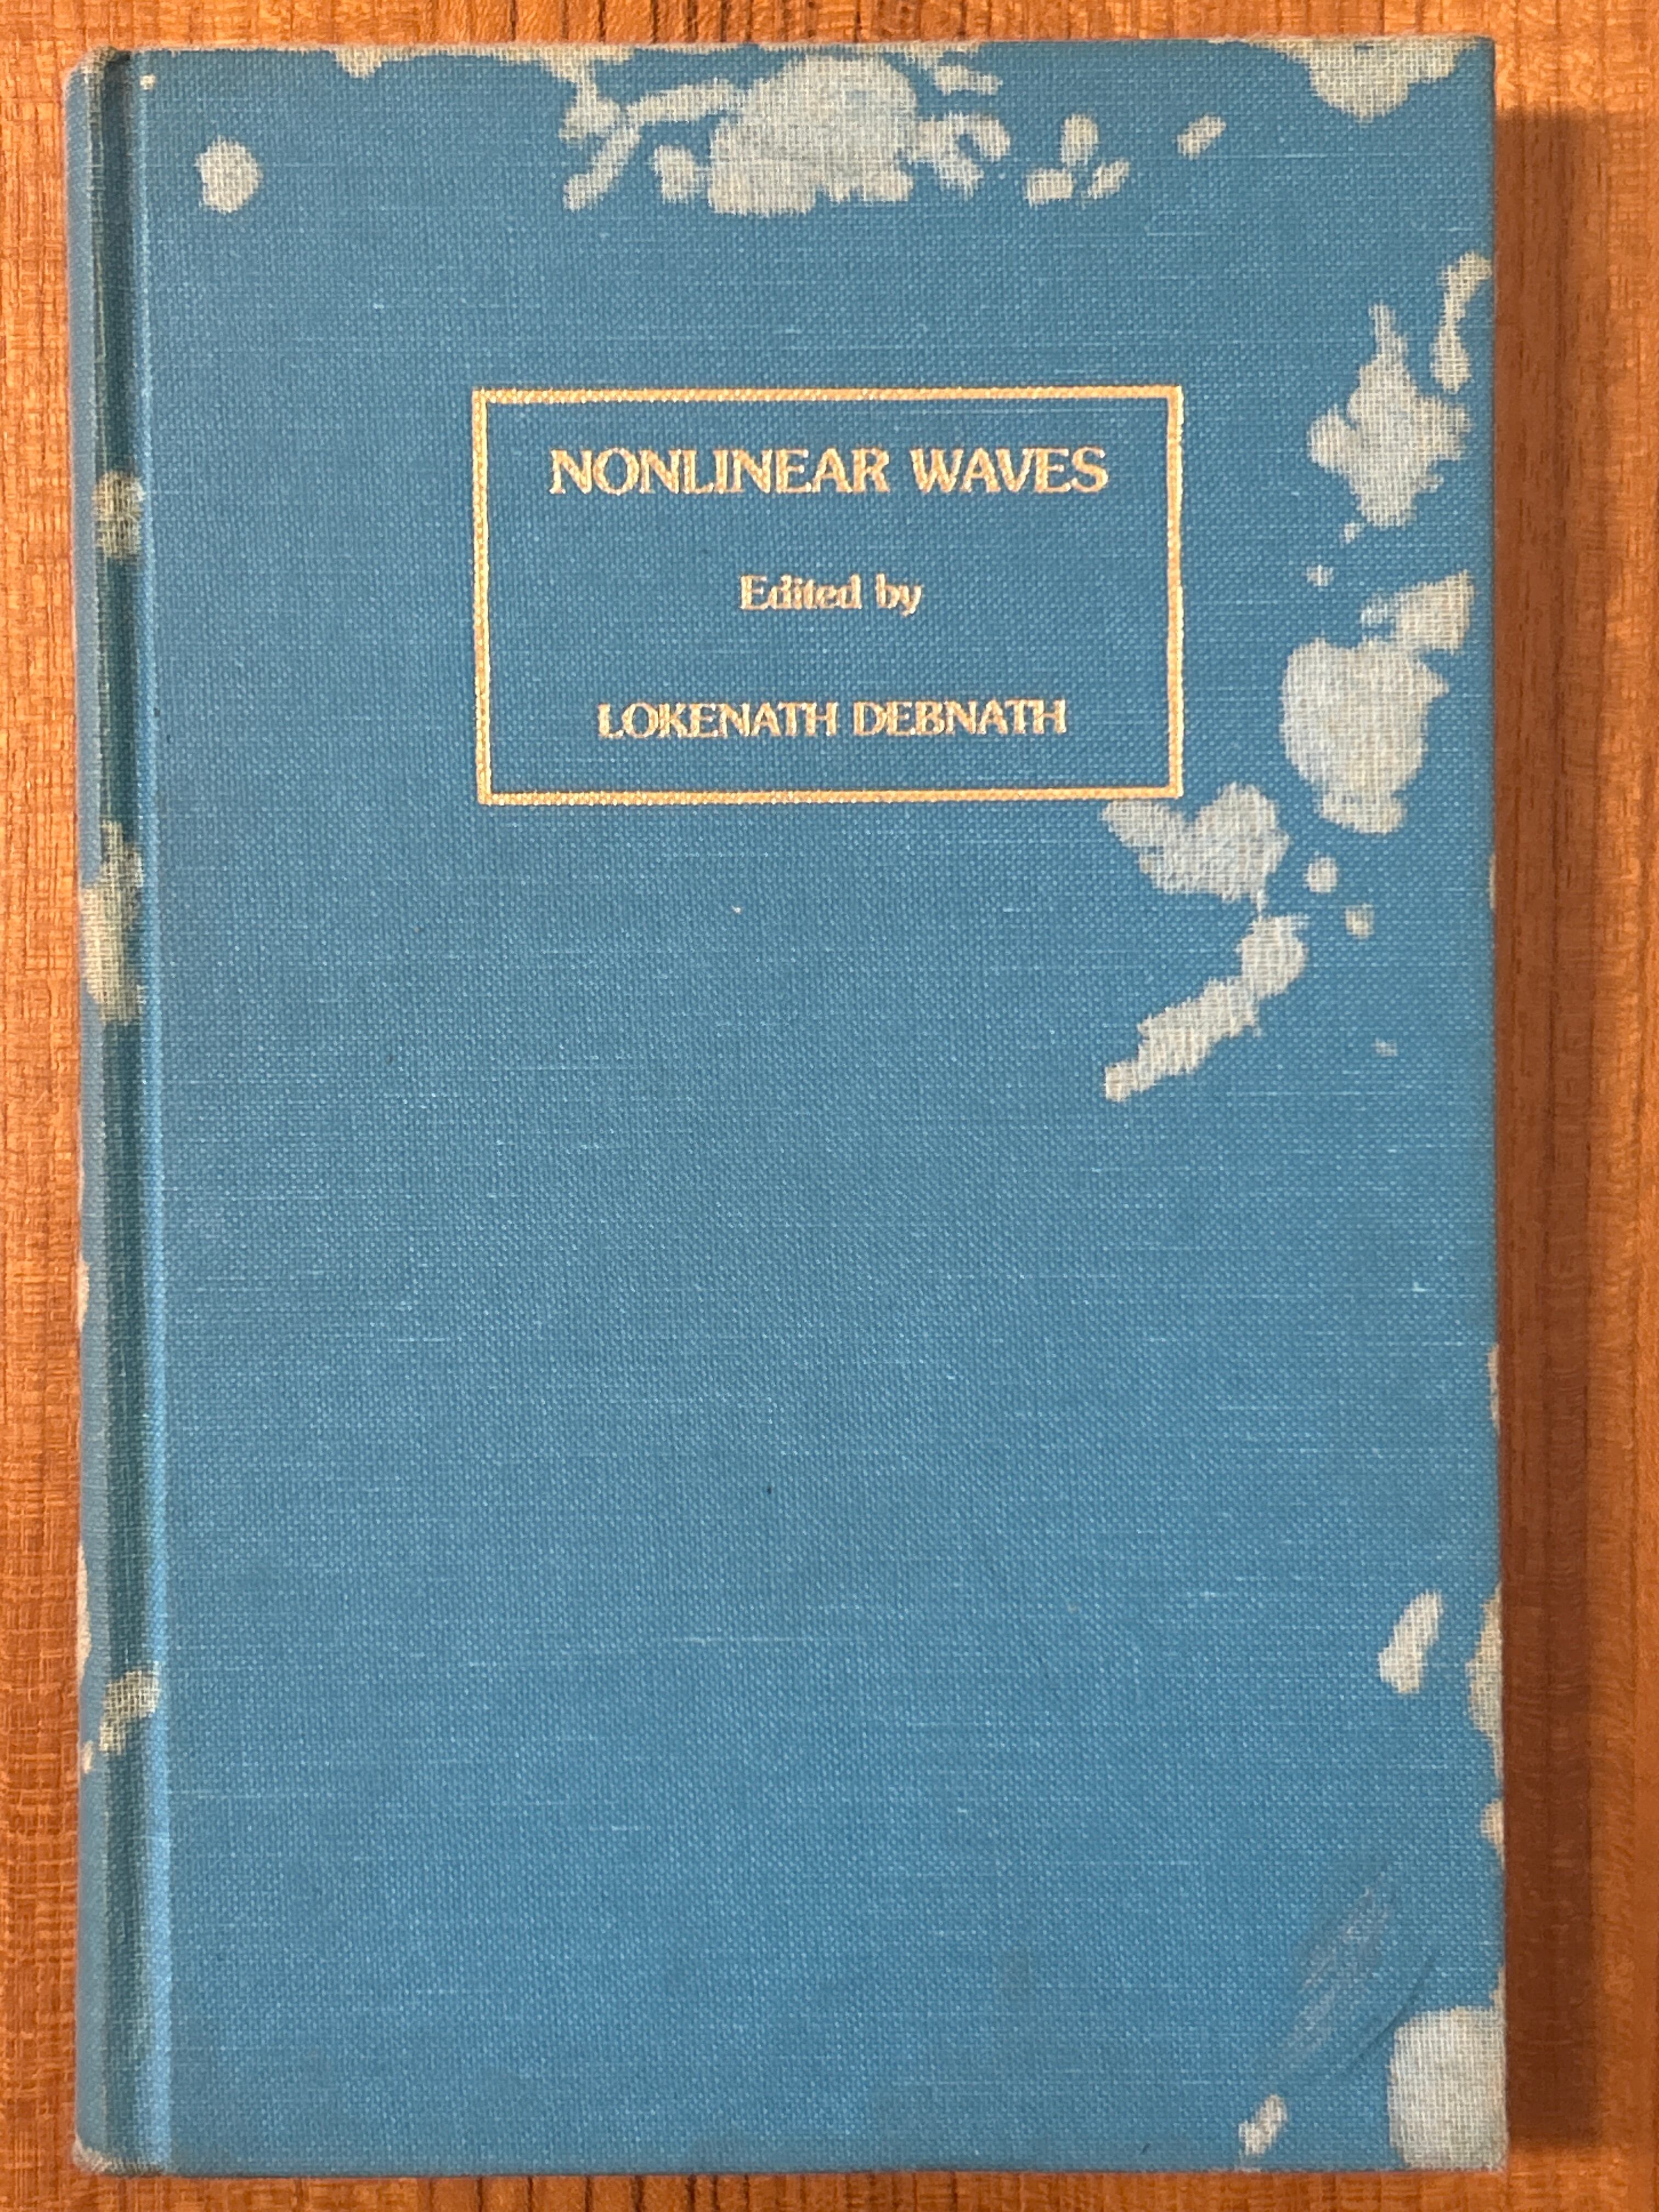 NONLINEAR WAVES
Edited by
LOKENATH DEBNATH